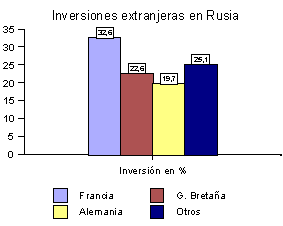 Inversiones extranjeras en Rusia
35
30
25
20
15
10
5
0
32,6
22,6
19,7
25,1
Inversión en %
Francia
G. Bretaña
Alemania
Otros